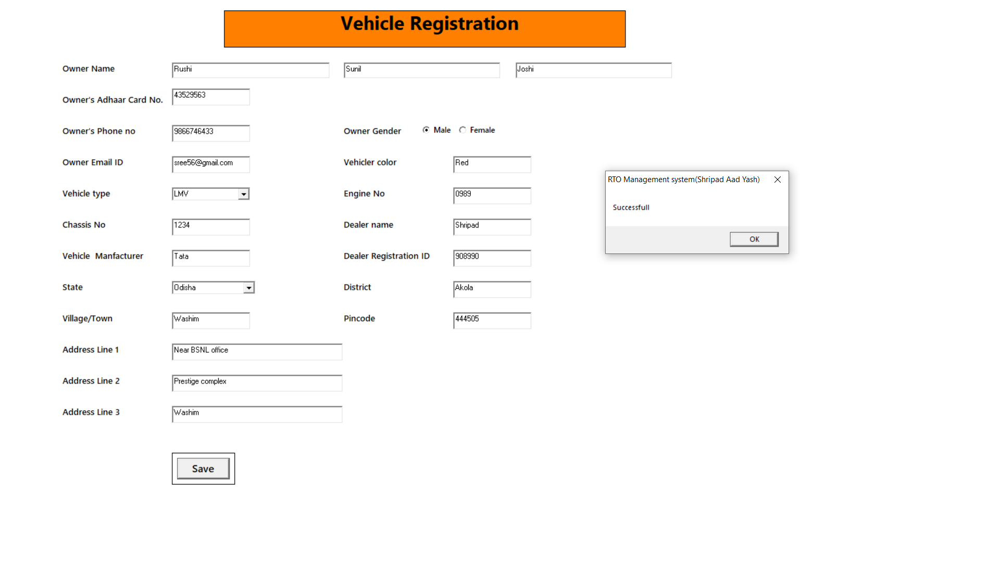 Vehicle Registration
Owner Name Rushi Sunil Joshi
Owner's Adhaar Card No. 43529563
Owner's Phone no 9866746433 Owner Gender Male Female
Owner Email ID sree56@gmail.com Vehicler color Red
Vehicle type LMV Engine No 0989
Chassis No 1234 Dealer name Shripad
Vehicle Manfacturer Tata Dealer Registration ID 908990
State Odisha District Akola
Village/Town Washim Pincode 444505
Address Line 1 Near BSNL office
Address Line 2 Prestige complex
Address Line 3 Washim
Save
RTO Management system(Shripad Aad Yash)
Successfull
OK